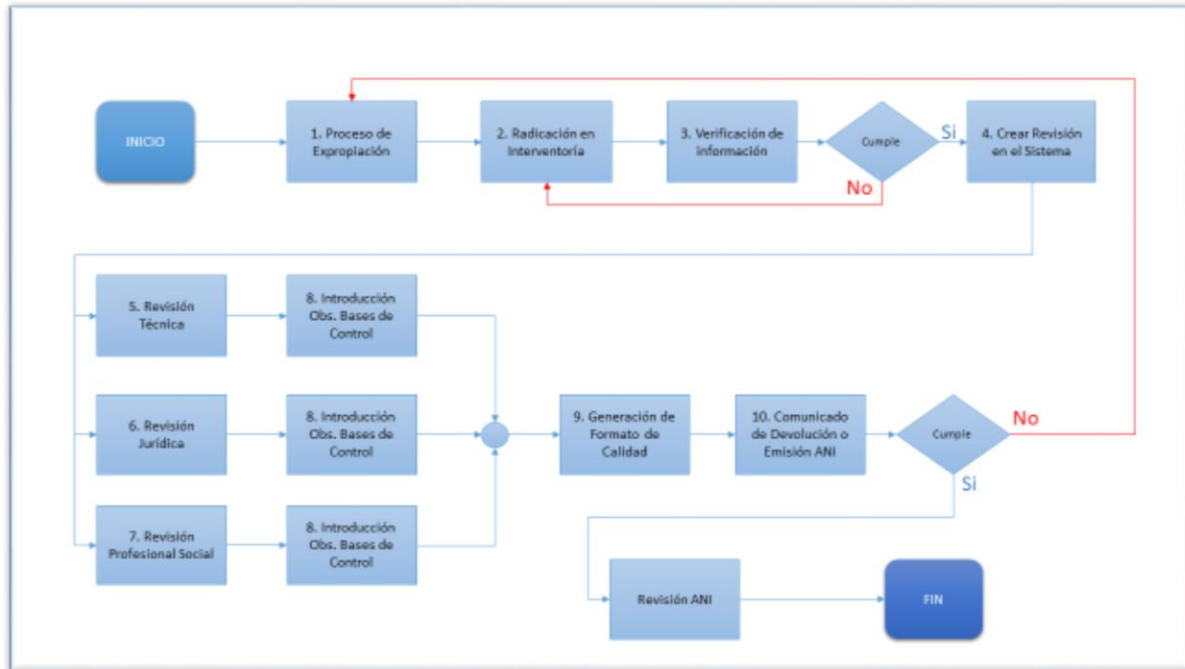 INICIO
1. Proceso de
Expropiación
2. Radicación en
Interventoría
3. Verificación de
información
Cumple
Si
No
4. Crear Revisión
en el Sistema
5. Revisión
Técnica
8. Introducción
Obs. Bases de
Control
6. Revisión
Jurídica
8. Introducción
Obs. Bases de
Control
7. Revisión
Profesional Social
8. Introducción
Obs. Bases de
Control
9. Generación de
Formato de
Calidad
10. Comunicado
de Devolución o
Emisión ANI
Cumple
No
Si
Revisión ANI
FIN